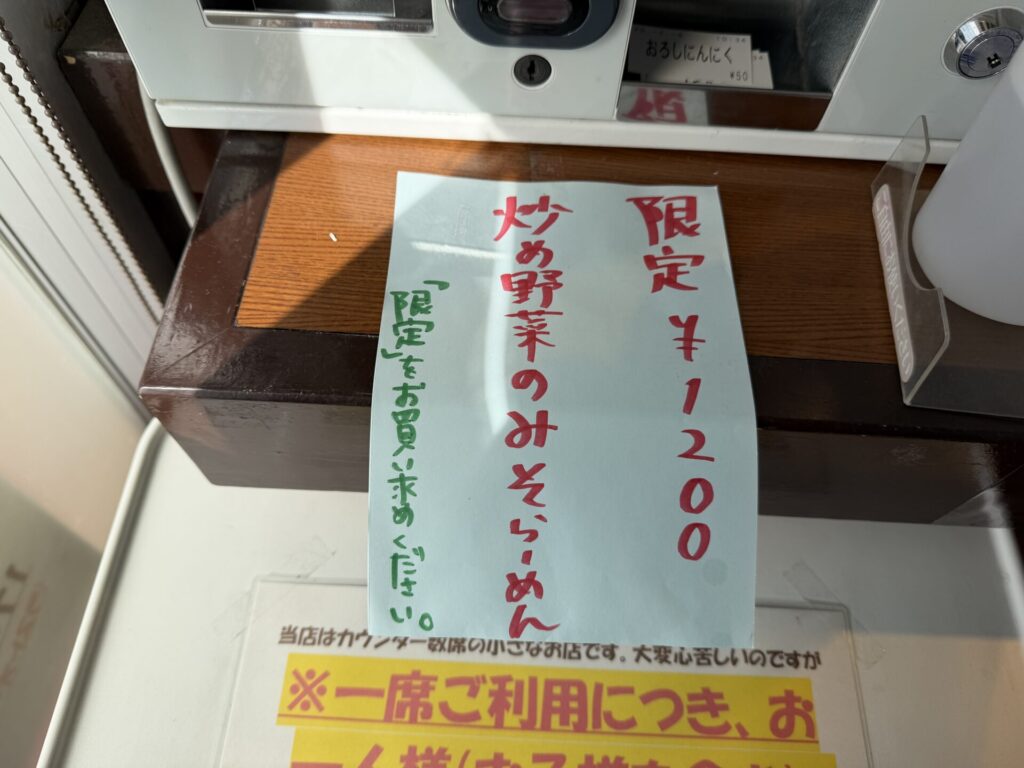 おろしにんにく
¥50
限定 ¥1200
炒め野菜のみそらーめん
「限定」をお買い求めください。
当店はカウンター数席の小さなお店です。大変心苦しいのですが
※一席ご利用につき、お